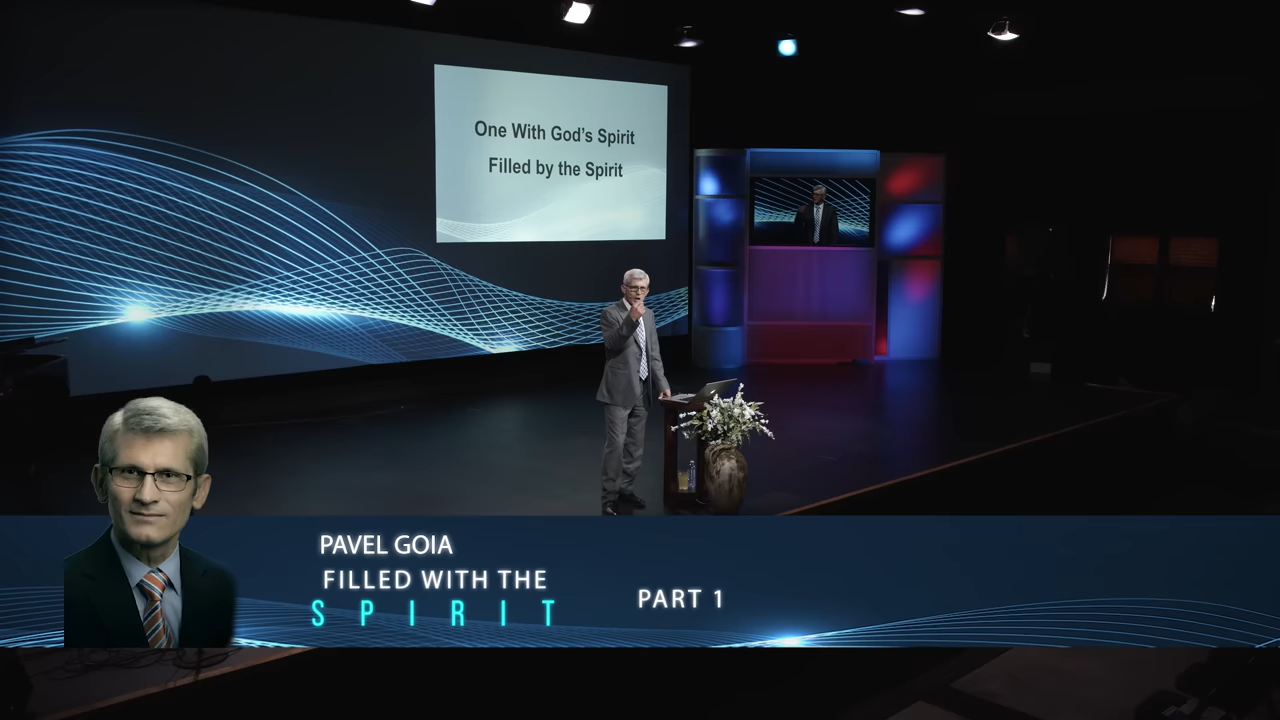 One With God's Spirit
Filled by the Spirit
PAVEL GOIA
FILLED WITH THE
SPIRIT
PART 1